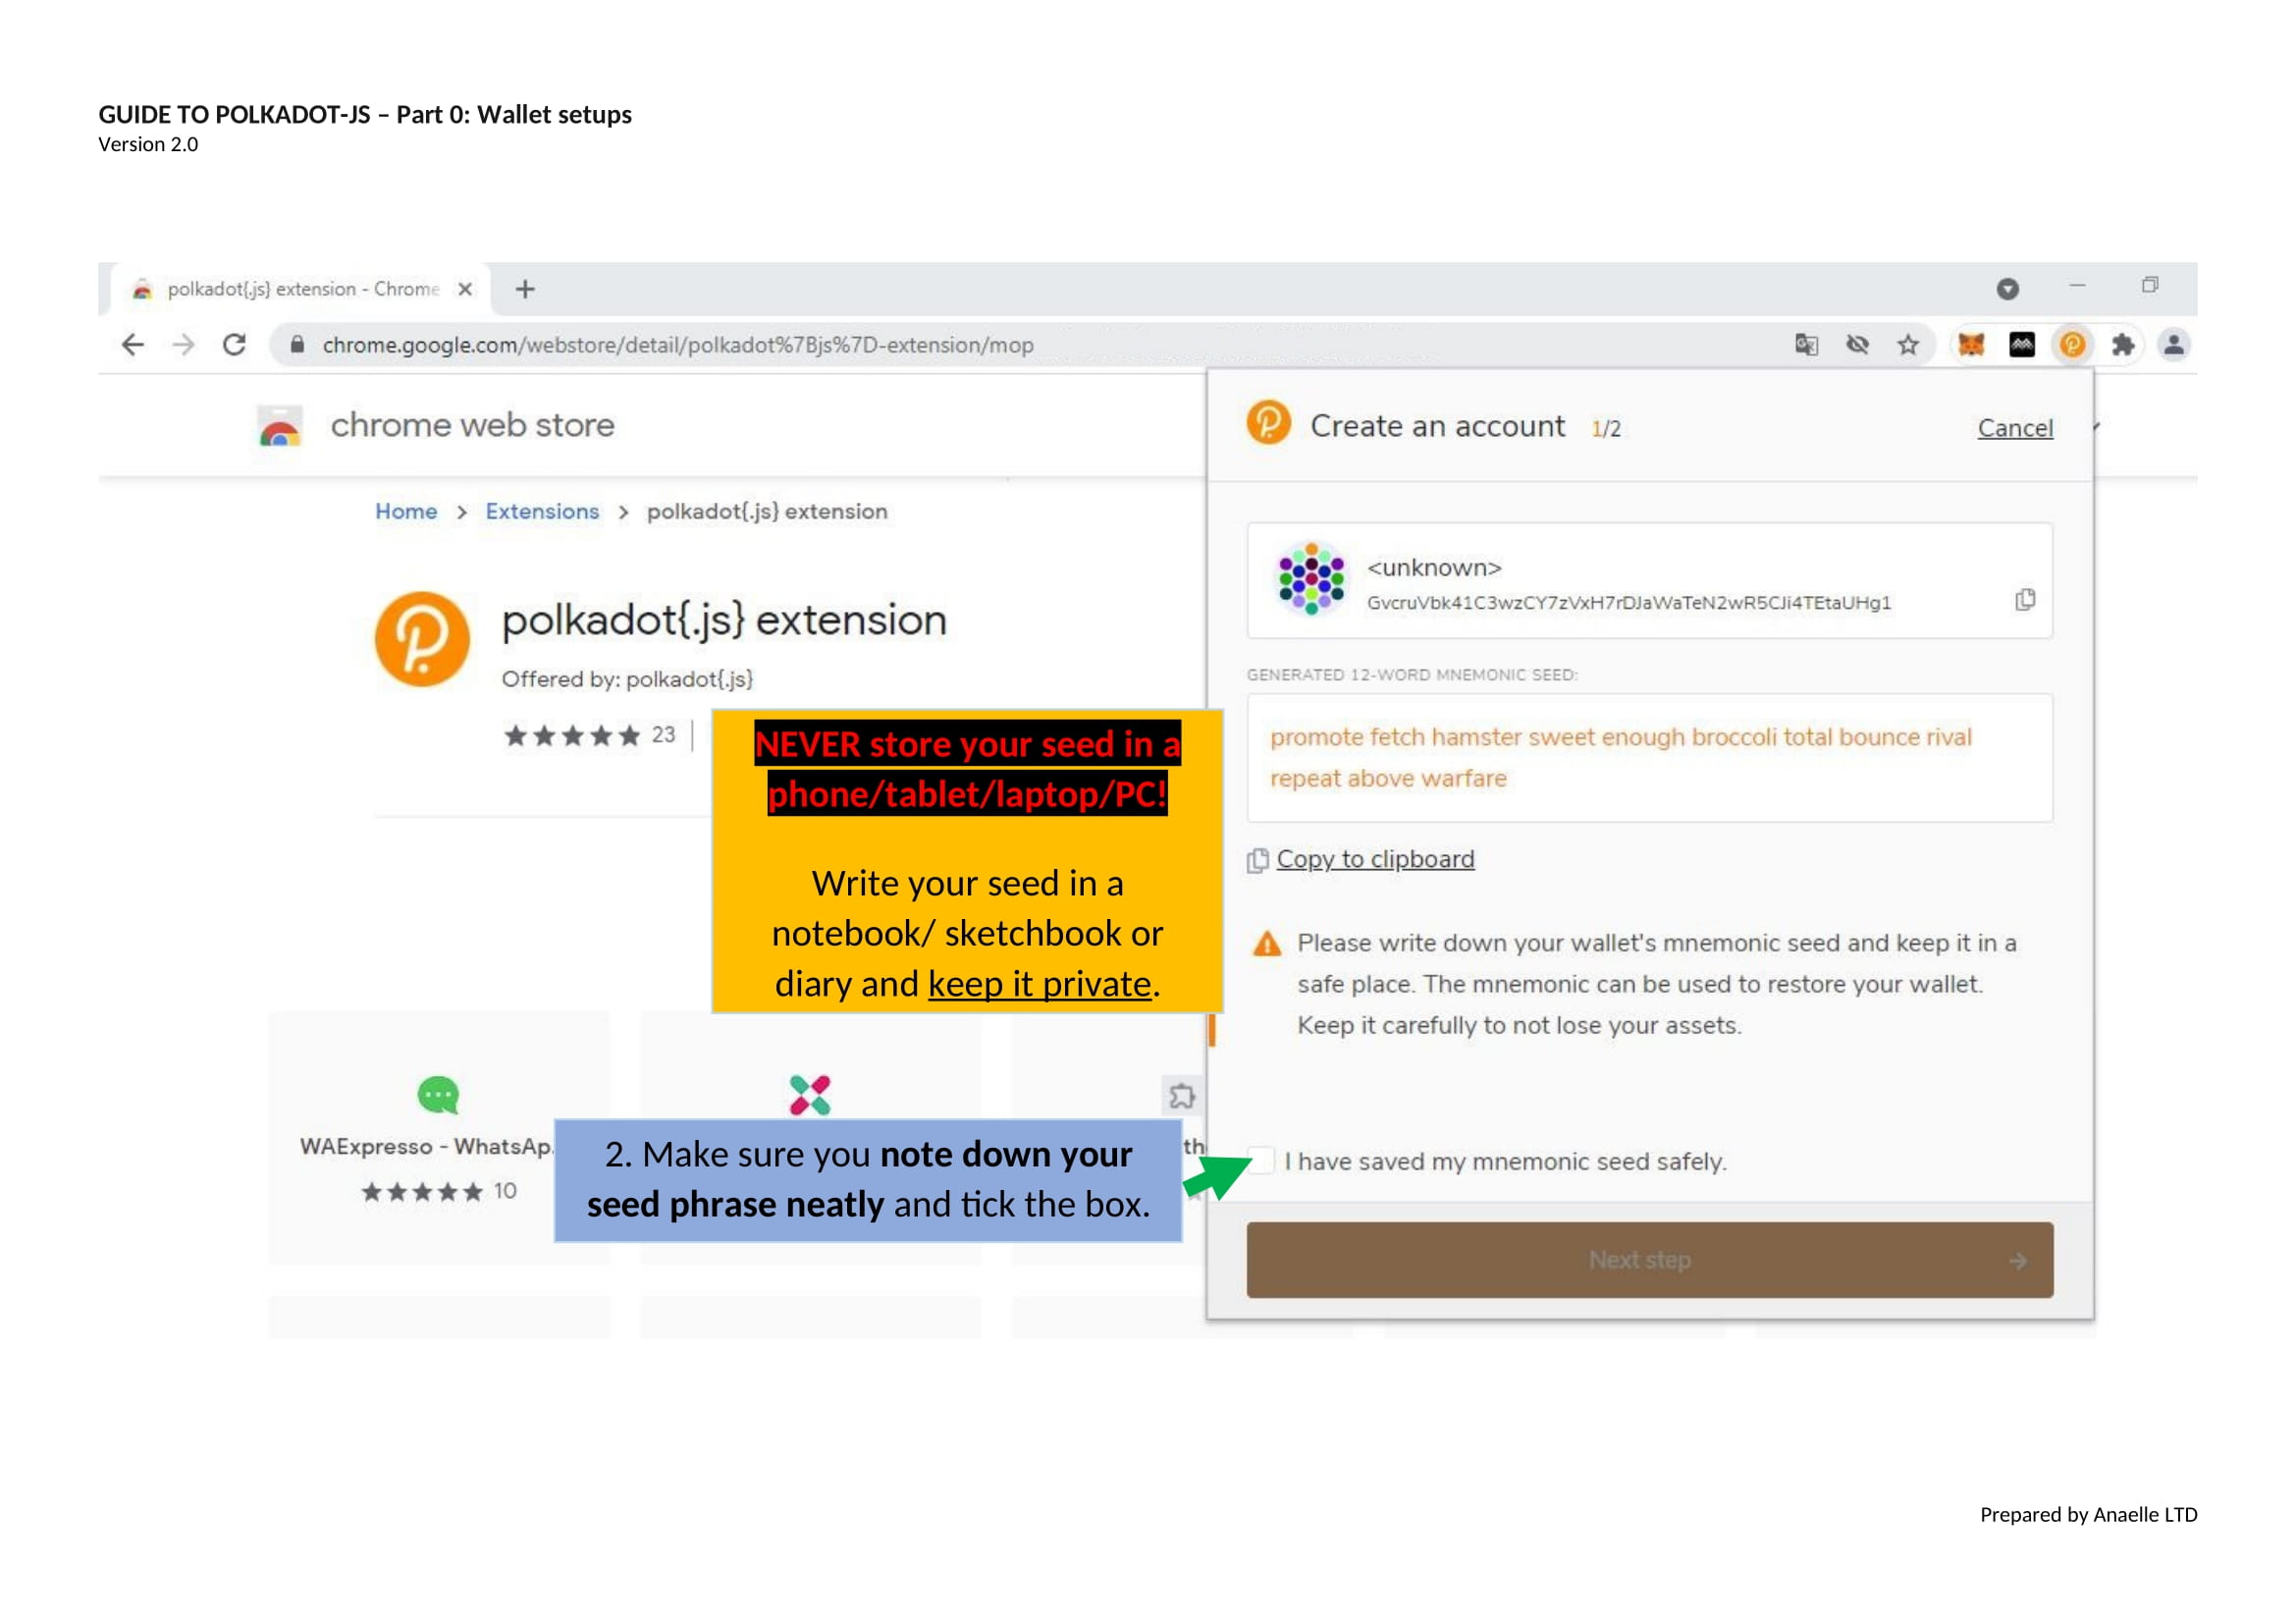 GUIDE TO POLKADOT-JS – Part 0: Wallet setups
Version 2.0
polkadot{.js} extension - Chrome
chrome.google.com/webstore/detail/polkadot%7Bjs%7D-extension/mop
chrome web store
Home > Extensions > polkadot{.js} extension
polkadot{.js} extension
Offered by: polkadot{.js}
23
NEVER store your seed in a
phone/tablet/laptop/PC!
Write your seed in a
notebook/ sketchbook or
diary and keep it private.
WAExpresso - WhatsAp.
10
th
2. Make sure you note down your
seed phrase neatly and tick the box.
Create an account 1/2
Cancel
<unknown>
GvcruVbk41C3wzCY7zVxH7rDJaWaTeN2wR5CJi4TEtaUHg1
GENERATED 12-WORD MNEMONIC SEED:
promote fetch hamster sweet enough broccoli total bounce rival
repeat above warfare
Copy to clipboard
Please write down your wallet's mnemonic seed and keep it in a
safe place. The mnemonic can be used to restore your wallet.
Keep it carefully to not lose your assets.
I have saved my mnemonic seed safely.
Next step
Prepared by Anaelle LTD